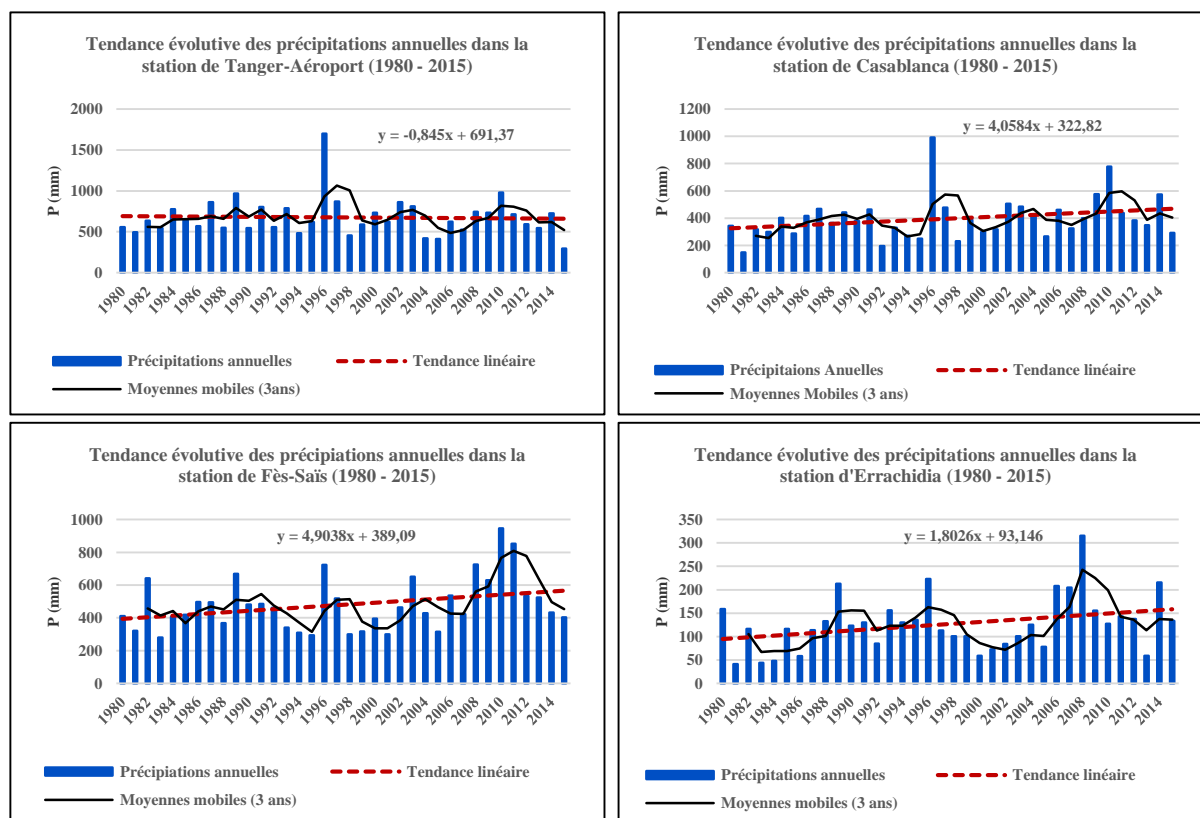 Tendance évolutive des précipitations annuelles dans la
station de Tanger-Aéroport (1980 - 2015)
y = -0,845x + 691,37
P (mm)
2000
1500
1000
500
0
1980 1982 1984 1986 1988 1990 1992 1994 1996 1998 2000 2002 2004 2006 2008 2010 2012 2014
Précipitations annuelles
Tendance linéaire
Moyennes mobiles (3ans)
Tendance évolutive des précipitations annuelles dans la
station de Casablanca (1980 - 2015)
y = 4,0584x + 322,82
P (mm)
1200
1000
800
600
400
200
0
1980 1982 1984 1986 1988 1990 1992 1994 1996 1998 2000 2002 2004 2006 2008 2010 2012 2014
Précipitaions Anuelles
Tendance linéaire
Moyennes Mobiles (3 ans)
Tendance évolutive des précipiations annuelles dans la
station de Fès-Saïs (1980 - 2015)
y = 4,9038x + 389,09
P (mm)
1000
800
600
400
200
0
1980 1982 1984 1986 1988 1990 1992 1994 1996 1998 2000 2002 2004 2006 2008 2010 2012 2014
Précipiations annuelles
Tendance linéaire
Moyennes mobiles (3 ans)
Tendance évolutive des précipitations annuelles dans la
station d'Errachidia (1980 - 2015)
y = 1,8026x + 93,146
P (mm)
350
300
250
200
150
100
50
0
1980 1982 1984 1986 1988 1990 1992 1994 1996 1998 2000 2002 2004 2006 2008 2010 2012 2014
Précipitations annuelles
Tendance linéaire
Moyennes mobiles (3 ans)